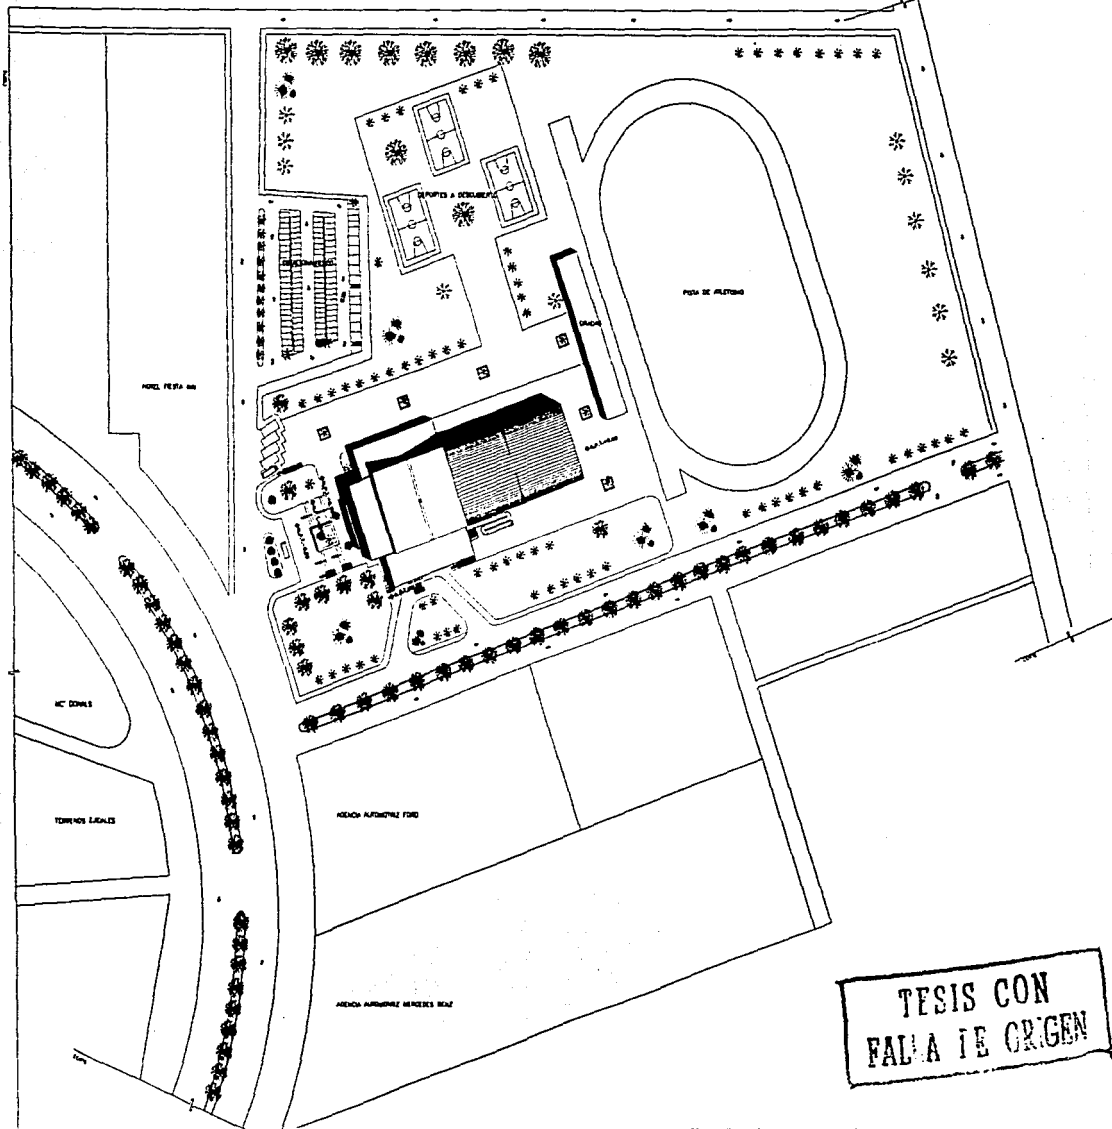 DEPORTES A DESCUBIERTO
ESTACIONAMIENTO
PISTA DE ATLETISMO
GRADAS
HOTEL FIESTA INN
MC' DONALS
TERRENOS EJIDALES
AGENCIA AUTOMOTRIZ FORD
AGENCIA AUTOMOTRIZ MERCEDES BENZ
TESIS CON
FALLA DE ORIGEN